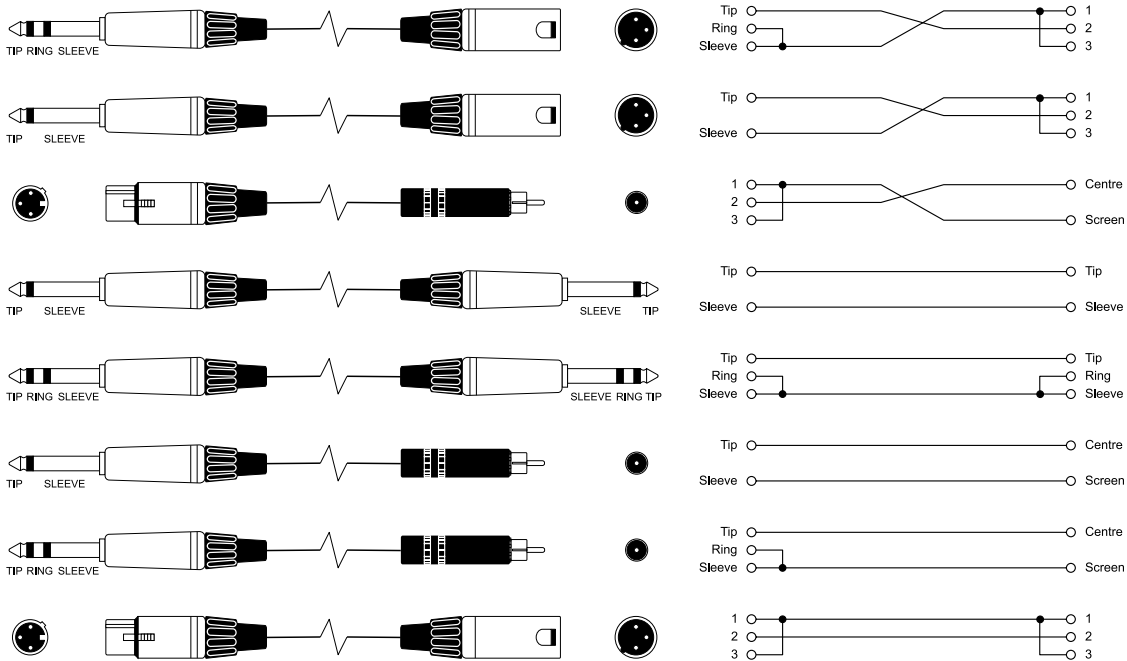 Tip 1
Ring 2
TIP RING SLEEVE Sleeve 3
Tip 1
2
TIP SLEEVE Sleeve 3
1 Centre
2
3 Screen
Tip Tip
TIP SLEEVE SLEEVE TIP Sleeve Sleeve
Tip Tip
Ring Ring
TIP RING SLEEVE SLEEVE RING TIP Sleeve Sleeve
Tip Centre
TIP SLEEVE Sleeve Screen
Tip Centre
Ring
TIP RING SLEEVE Sleeve Screen
1 1
2 2
3 3